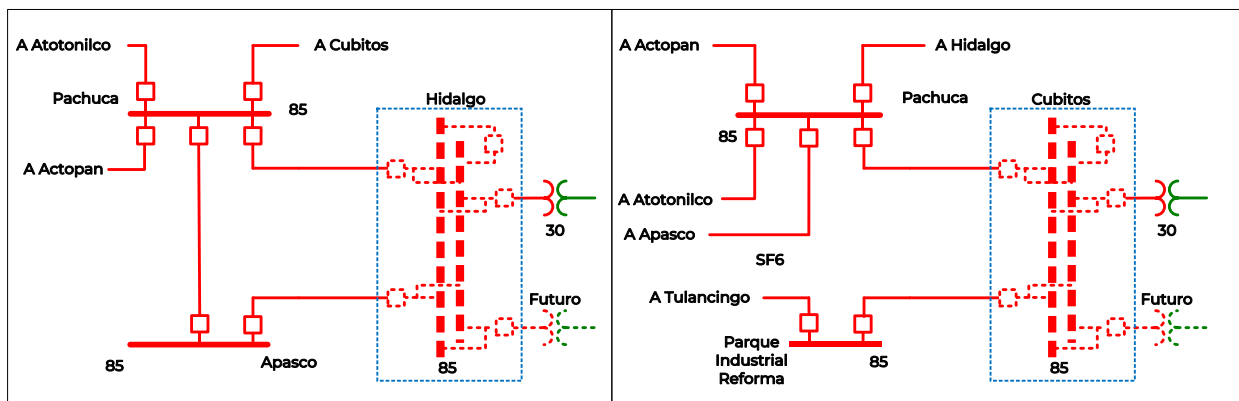 A Atotonilco
A Cubitos
Pachuca
85
Hidalgo
A Actopan
30
Futuro
85
Apasco
85
A Actopan
A Hidalgo
Pachuca
Cubitos
85
A Atotonilco
A Apasco
SF6
30
A Tulancingo
Futuro
Parque
Industrial
Reforma
85
85